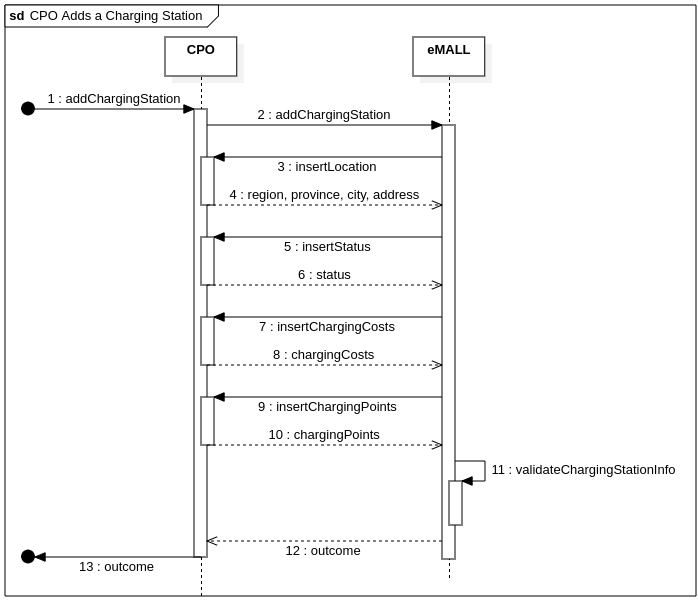 sd CPO Adds a Charging Station
CPO
eMALL
1 : addChargingStation
2 : addChargingStation
3 : insertLocation
4 : region, province, city, address
5 : insertStatus
6 : status
7 : insertChargingCosts
8 : chargingCosts
9 : insertChargingPoints
10 : chargingPoints
11 : validateChargingStationInfo
12 : outcome
13 : outcome